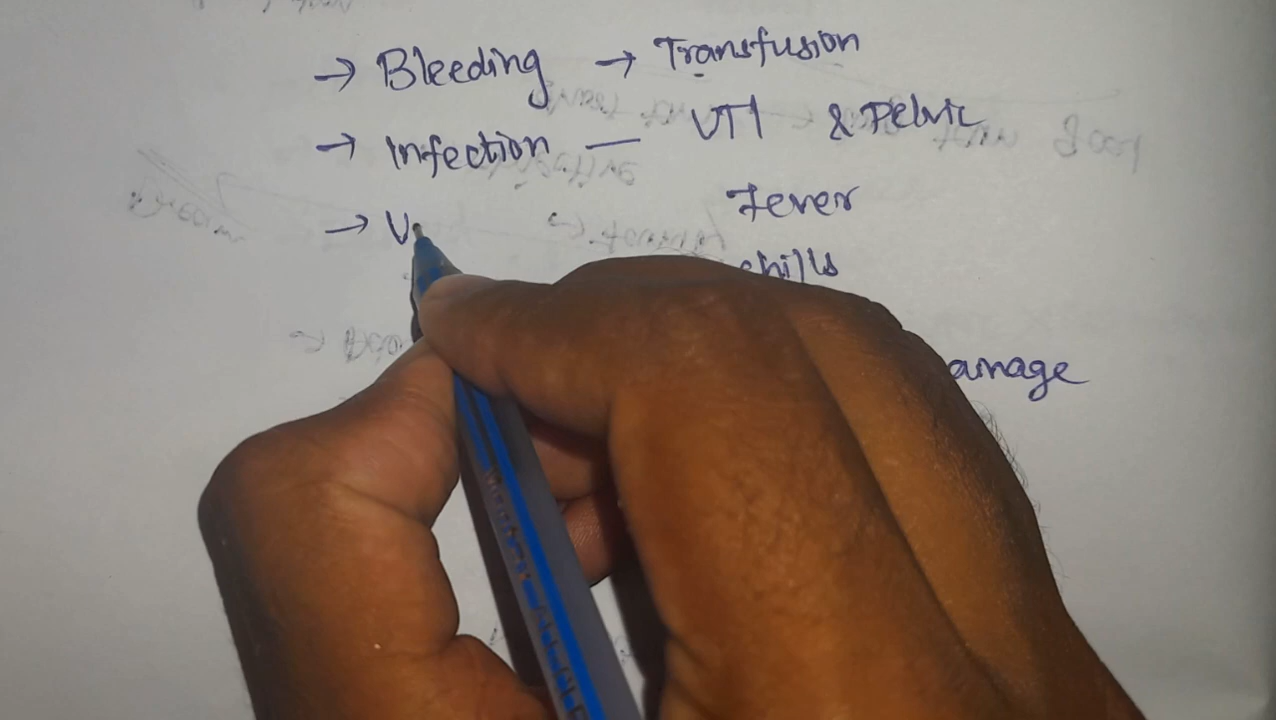 → Bleeding → Transfusion
→ Infection — UTI & Pelvic
Fever
→ U
chills
amage